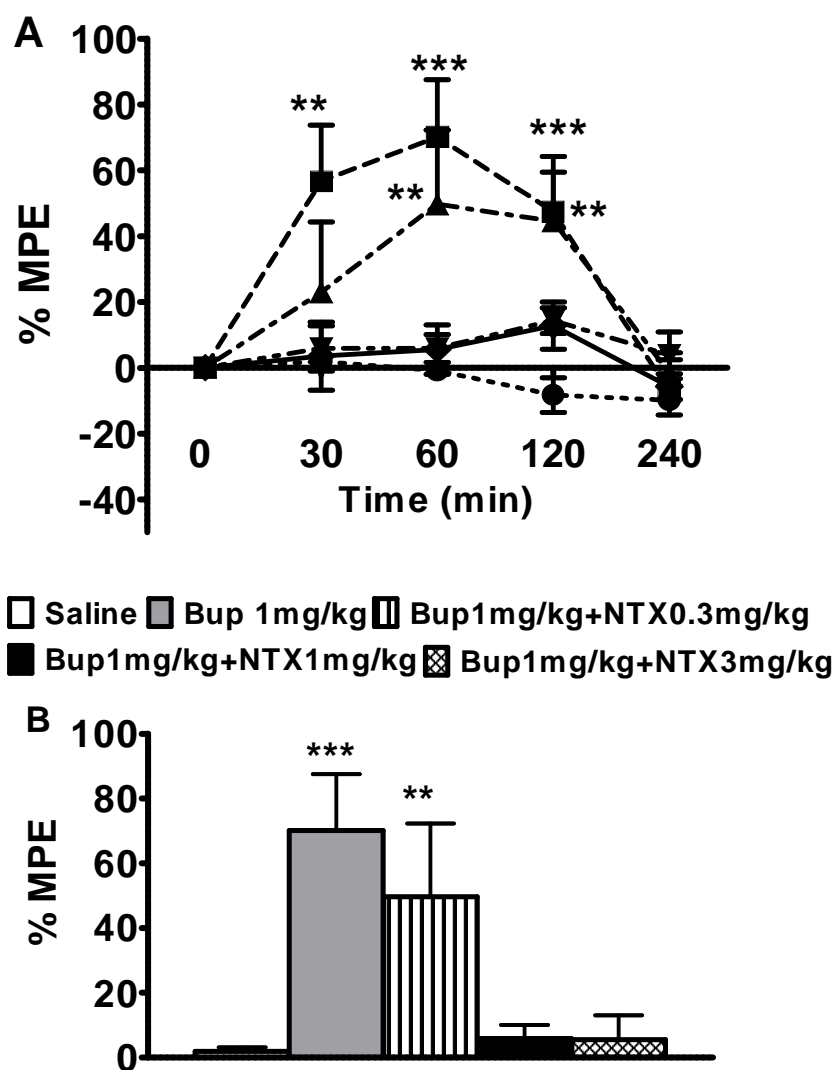 A
100
80
60
40
20
0
-20
-40
% MPE
**
***
**
***
**
0 30 60 120 240
Time (min)
Saline Bup 1mg/kg Bup1mg/kg+NTX0.3mg/kg
Bup1mg/kg+NTX1mg/kg Bup1mg/kg+NTX3mg/kg
B
100
80
60
40
20
0
% MPE
***
**